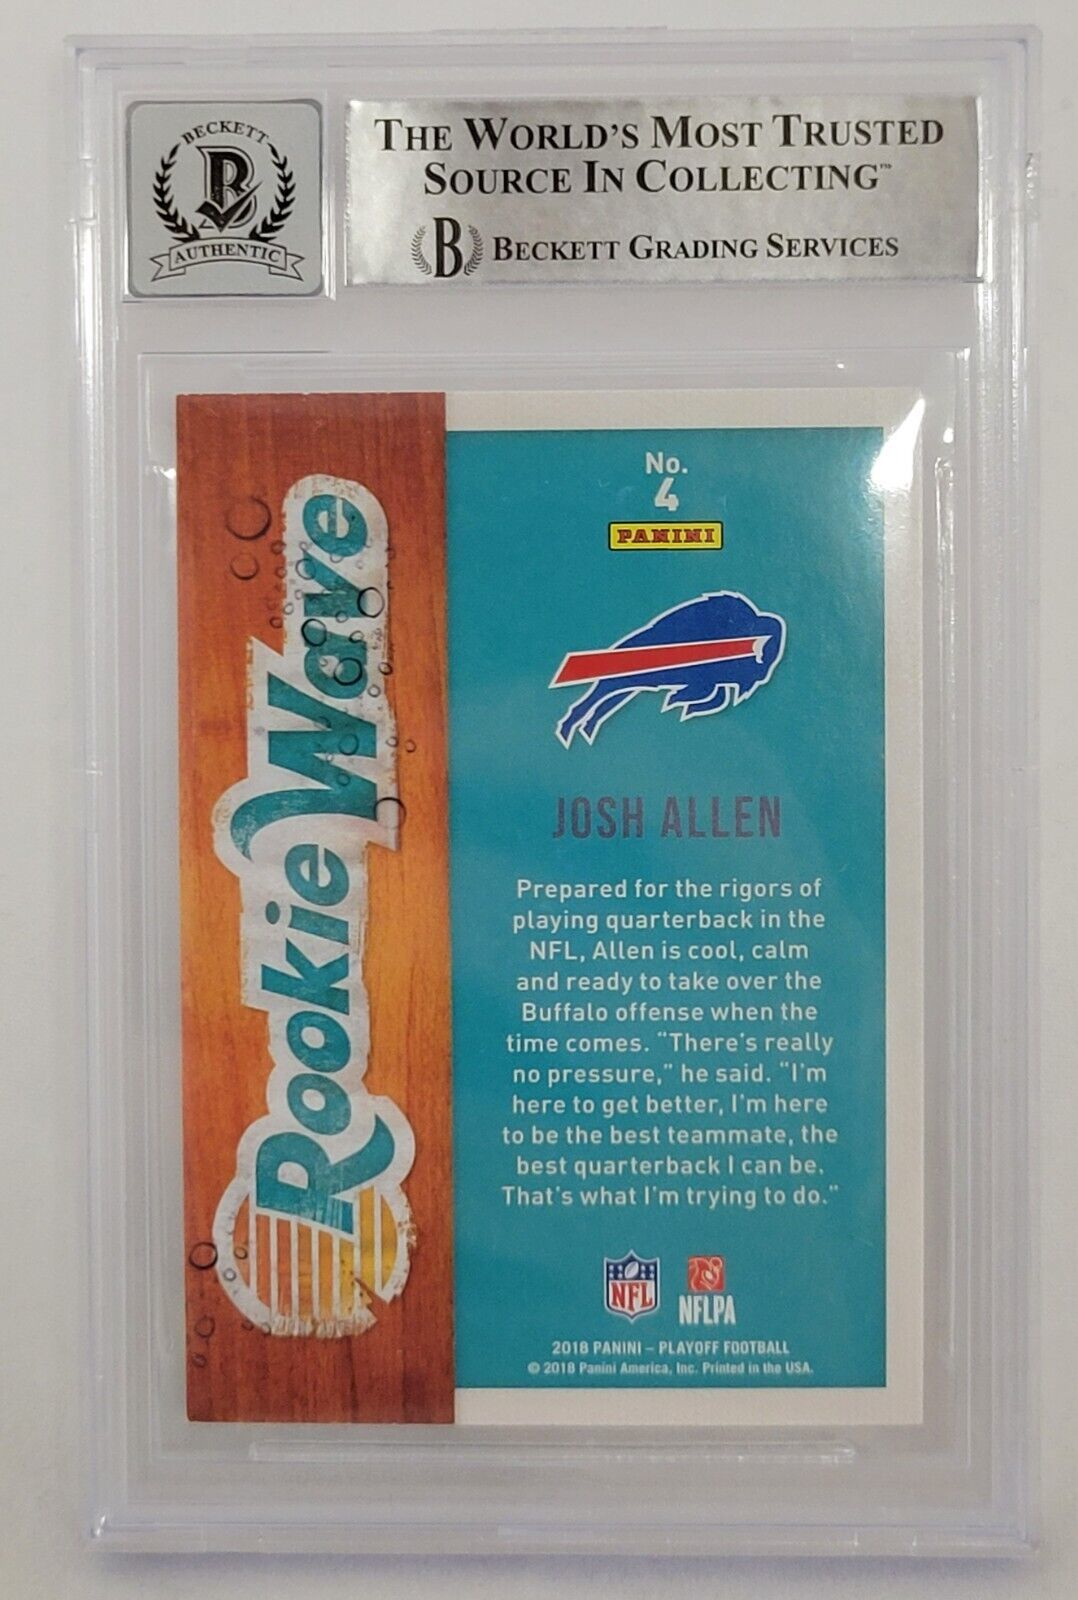 BECKETT
B
AUTHENTIC
THE WORLD'S MOST TRUSTED
SOURCE IN COLLECTING™
B BECKETT GRADING SERVICES
Rookie Wave
No.
4
PANINI
JOSH ALLEN
Prepared for the rigors of
playing quarterback in the
NFL, Allen is cool, calm
and ready to take over the
Buffalo offense when the
time comes. "There's really
no pressure," he said. "I'm
here to get better, I'm here
to be the best teammate, the
best quarterback I can be.
That's what I'm trying to do."
NFL
NFLPA
2018 PANINI – PLAYOFF FOOTBALL
© 2018 Panini America, Inc. Printed in the USA.